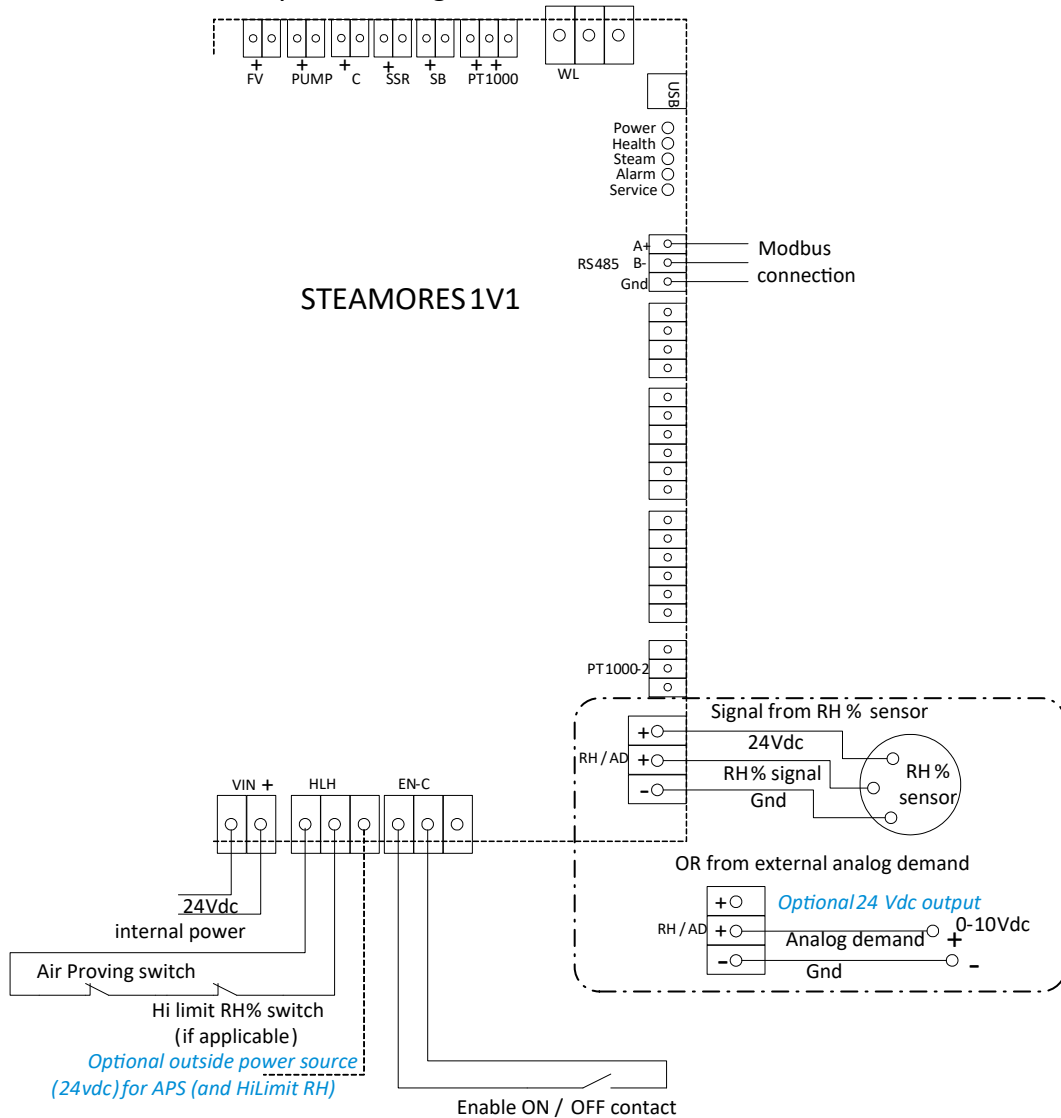 + + + + + + +
FV PUMP C SSR SB PT1000
WL
USB
Power
Health
Steam
Alarm
Service
A+
RS485 B-
Gnd
Modbus
connection
STEAMORES 1V1
PT1000-2
Signal from RH % sensor
24Vdc
RH / AD
+
+
-
RH% signal
Gnd
RH %
sensor
VIN + HLH EN-C
OR from external analog demand
+ Optional 24 Vdc output
RH / AD + Analog demand + 0-10Vdc
- Gnd -
24Vdc
internal power
Air Proving switch
Hi limit RH% switch
(if applicable)
Optional outside power source
(24vdc) for APS (and HiLimit RH)
Enable ON / OFF contact